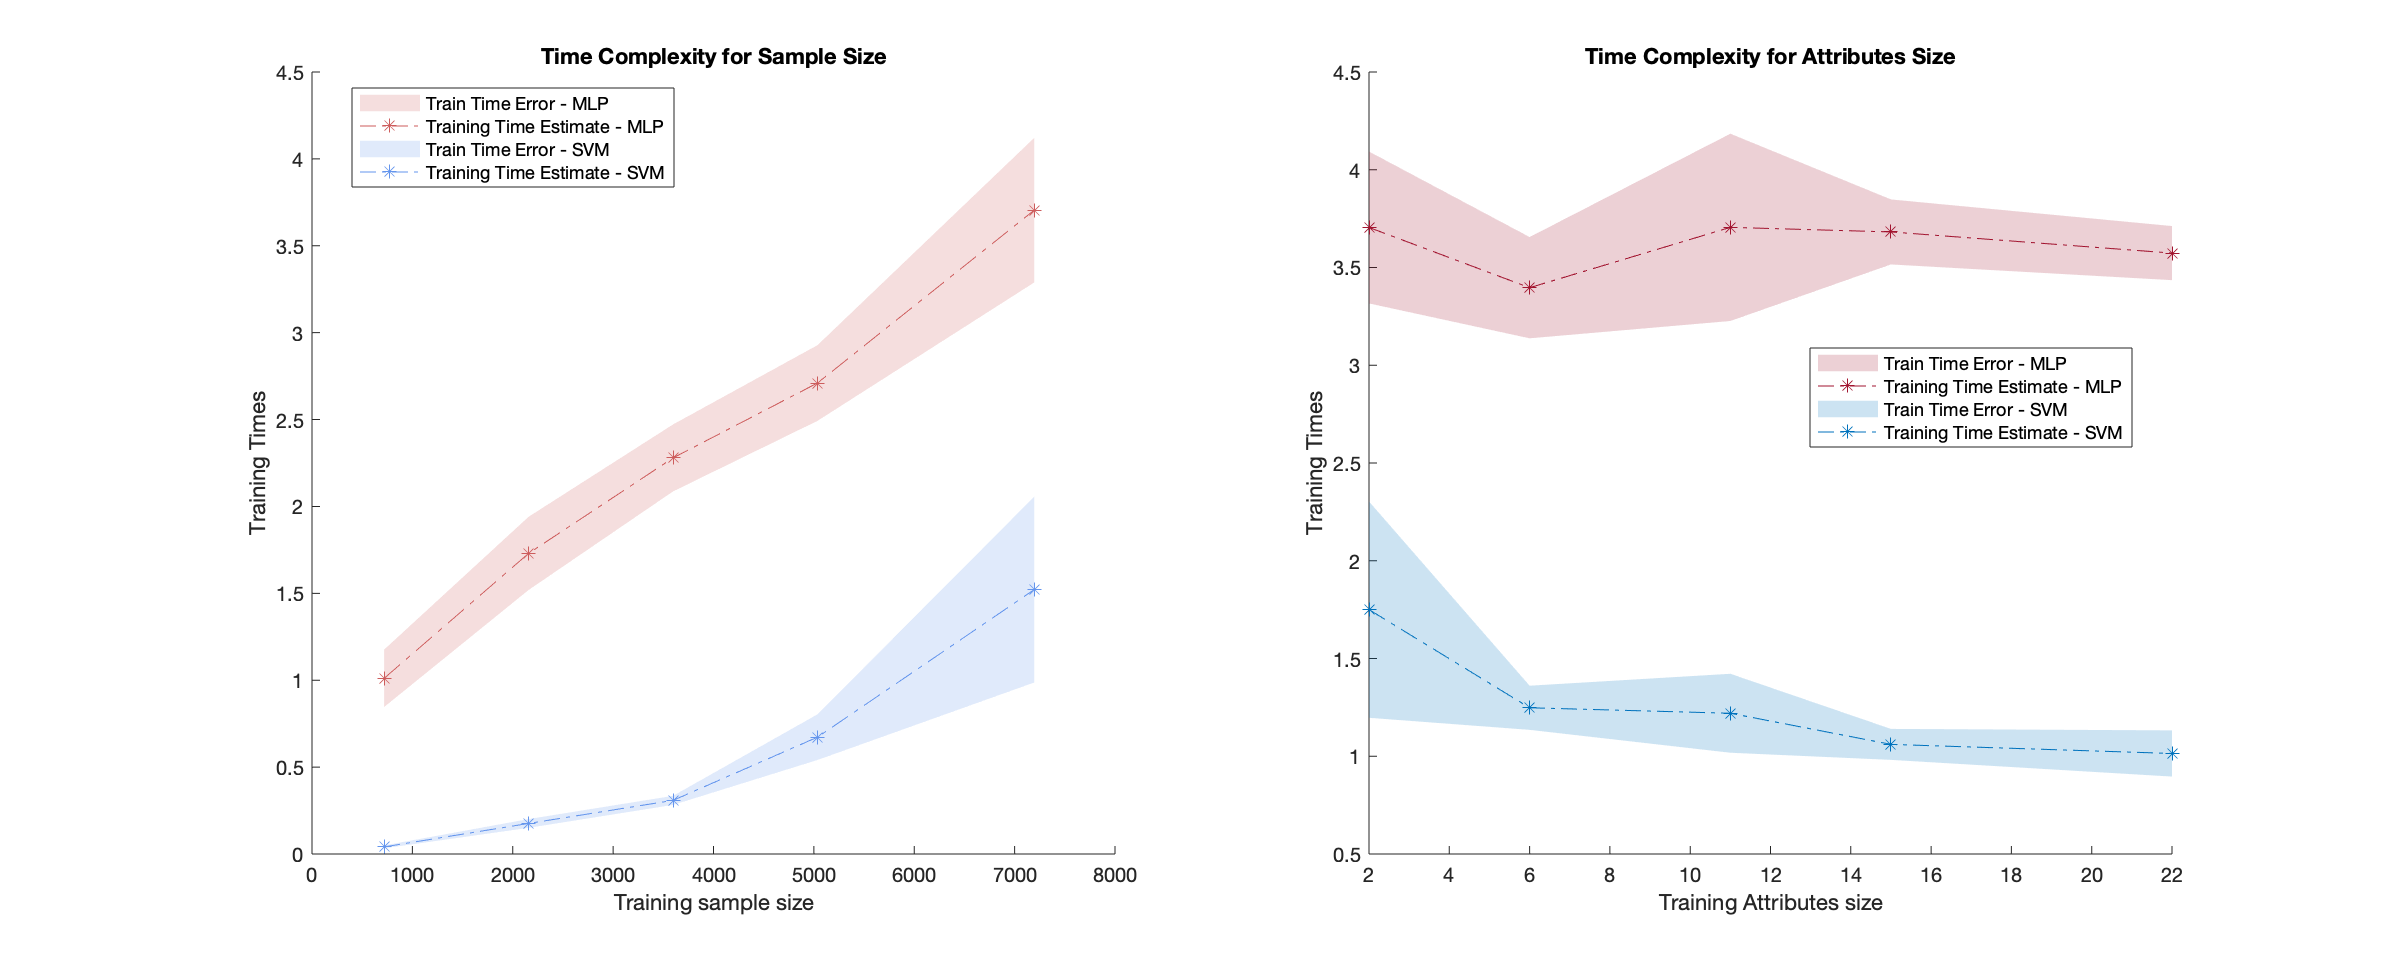 Time Complexity for Sample Size
4.5
4
3.5
3
2.5
2
1.5
1
0.5
0
Training Times
Train Time Error - MLP
Training Time Estimate - MLP
Train Time Error - SVM
Training Time Estimate - SVM
0 1000 2000 3000 4000 5000 6000 7000 8000
Training sample size
Time Complexity for Attributes Size
4.5
4
3.5
3
2.5
2
1.5
1
0.5
Training Times
Train Time Error - MLP
Training Time Estimate - MLP
Train Time Error - SVM
Training Time Estimate - SVM
2 4 6 8 10 12 14 16 18 20 22
Training Attributes size